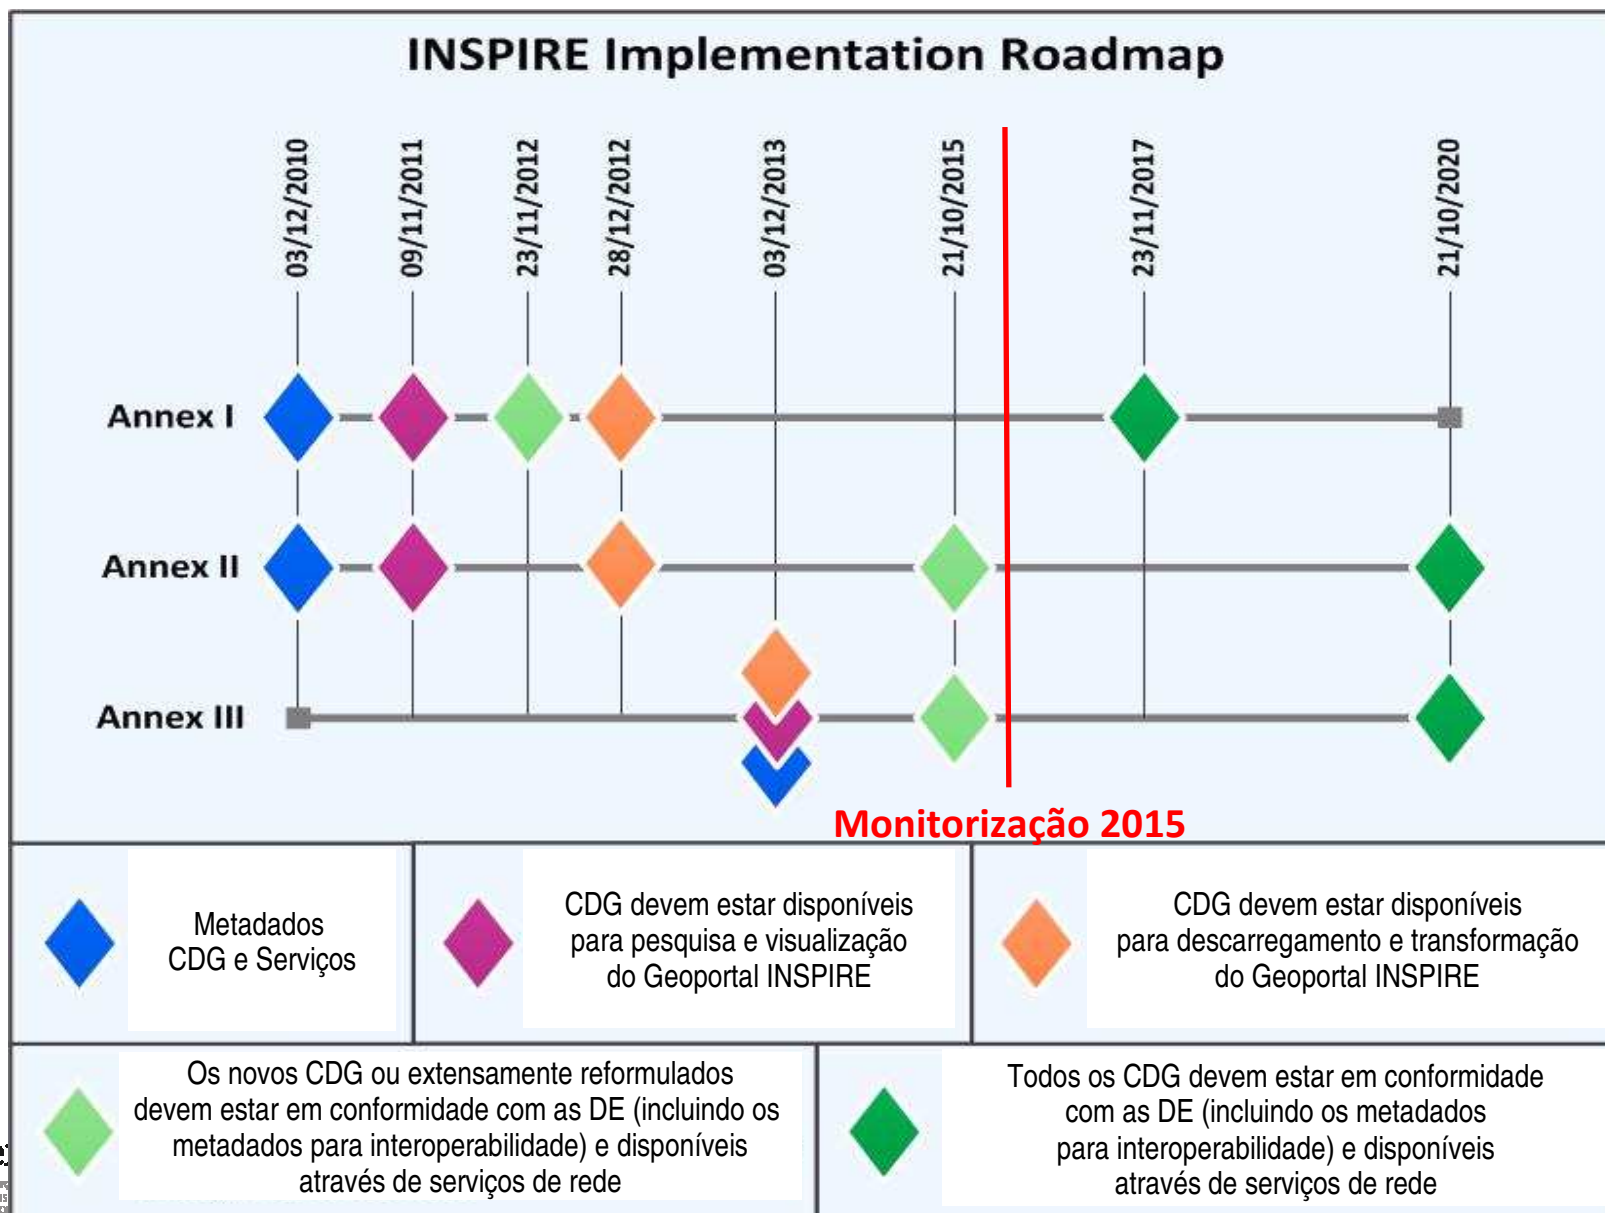 INSPIRE Implementation Roadmap
03/12/2010
09/11/2011
23/11/2012
28/12/2012
03/12/2013
21/10/2015
23/11/2017
21/10/2020
Annex I
Annex II
Annex III
Monitorização 2015
Metadados
CDG e Serviços
CDG devem estar disponíveis
para pesquisa e visualização
do Geoportal INSPIRE
CDG devem estar disponíveis
para descarregamento e transformação
do Geoportal INSPIRE
Os novos CDG ou extensamente reformulados
devem estar em conformidade com as DE (incluindo os
metadados para interoperabilidade) e disponíveis
através de serviços de rede
Todos os CDG devem estar em conformidade
com as DE (incluindo os metadados
para interoperabilidade) e disponíveis
através de serviços de rede